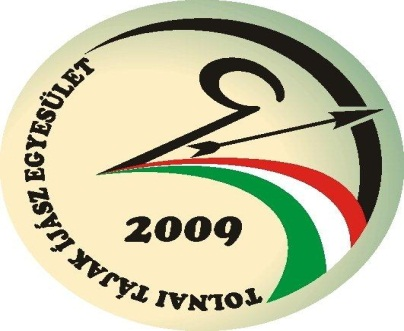 TOLNAI TÁJAK ÍJÁSZ EGYESÜLET
2009